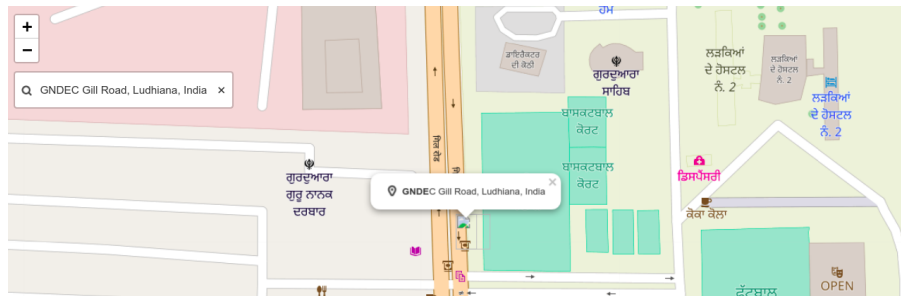 ਹਮ
+
−
GNDEC Gill Road, Ludhiana, India ×
ਡਾਇਰੈਕਟਰ
ਦੀ ਕੋਠੀ
ਗੁਰਦੁਆਰਾ
ਸਾਹਿਬ
ਲੜਕਿਆਂ
ਦੇ ਹੋਸਟਲ
ਨੰ. 2
ਲੜਕਿਆਂ
ਦੇ ਹੋਸਟਲ
ਨੰ. 2
ਲੜਕਿਆਂ
ਦੇ ਹੋਸਟਲ
ਨੰ. 2
ਬਾਸਕਟਬਾਲ
ਕੋਰਟ
ਬਾਸਕਟਬਾਲ
ਕੋਰਟ
ਗਿੱਲ ਰੋਡ
ਗੁਰਦੁਆਰਾ
ਗੁਰੂ ਨਾਨਕ
ਦਰਬਾਰ
GNDEC Gill Road, Ludhiana, India ×
ਡਿਸਪੈਂਸਰੀ
ਕੋਕਾ ਕੋਲਾ
ਫੁੱਟਬਾਲ
OPEN